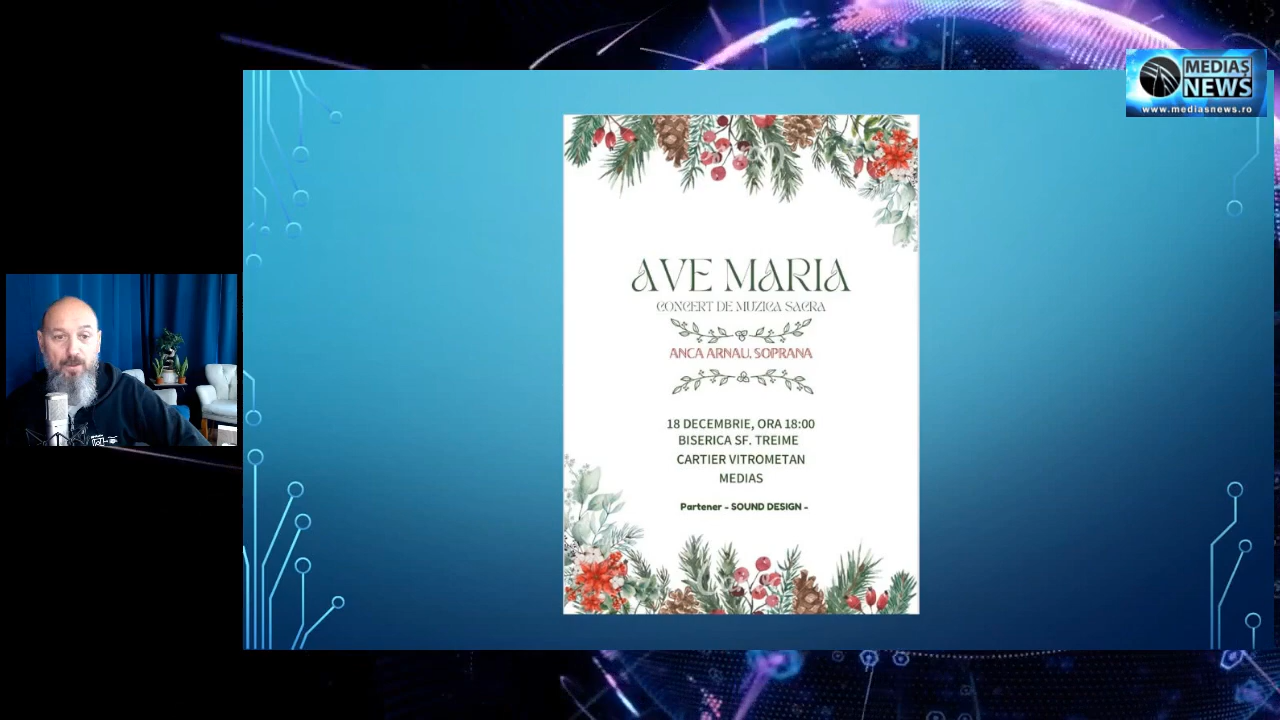 MEDIAȘ
NEWS
www.mediasnews.ro
AVE MARIA
CONCERT DE MUZICA SACRA
ANCA ARNAU, SOPRANA
18 DECEMBRIE, ORA 18:00
BISERICA SF. TREIME
CARTIER VITROMETAN
MEDIAS
Partener - SOUND DESIGN -